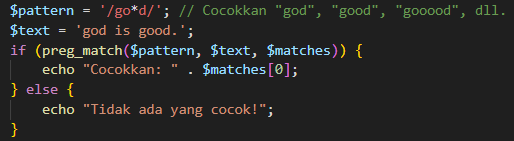 $pattern = '/go*d/'; // Cocokkan "god", "good", "gooood", dll.
$text = 'god is good.';
if (preg_match($pattern, $text, $matches)) {
    echo "Cocokkan: " . $matches[0];
} else {
    echo "Tidak ada yang cocok!";
}